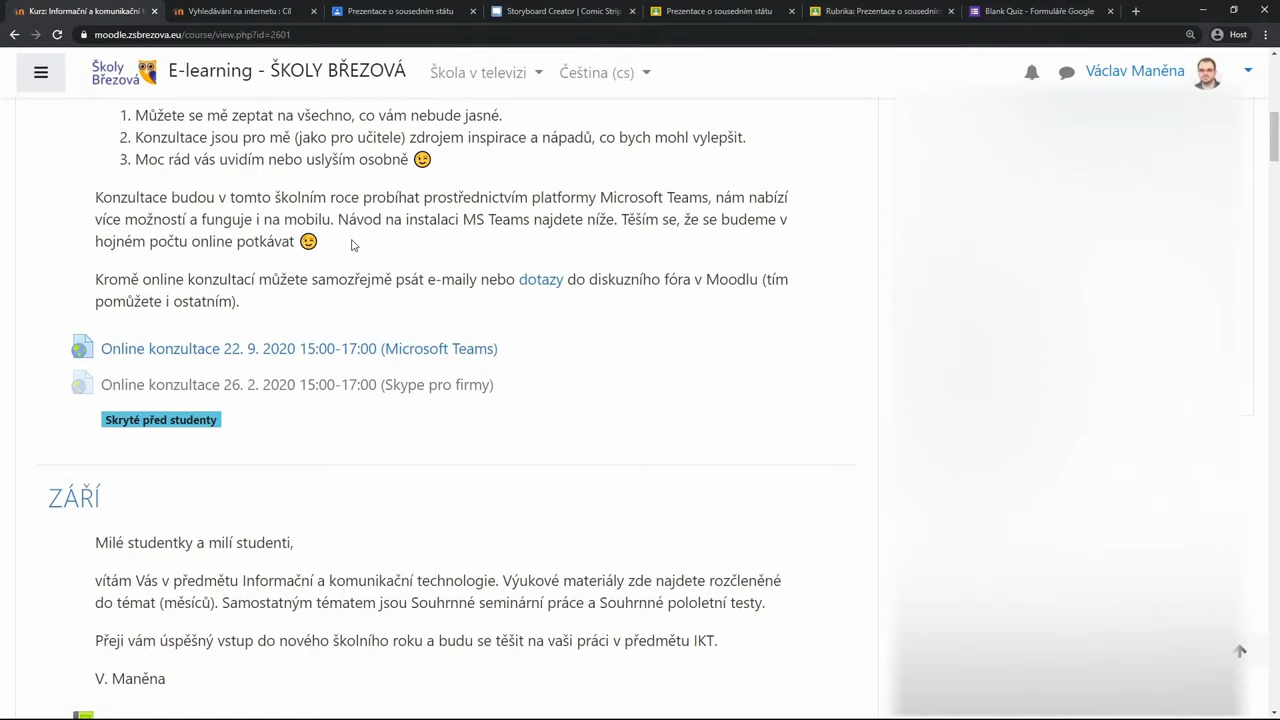 Kurz: Informační a komunikační t
Vyhledávání na internetu : Cíl
Prezentace o sousedním státu
Storyboard Creator | Comic Strip
Prezentace o sousedním státu
Rubrika: Prezentace o sousedním
Blank Quiz - Formuláře Google
moodle.zsbrezova.eu/course/view.php?id=2601
Host
Školy Březová
E-learning - ŠKOLY BŘEZOVÁ
Škola v televizi
Čeština (cs)
Václav Maněna
1. Můžete se mě zeptat na všechno, co vám nebude jasné.
2. Konzultace jsou pro mě (jako pro učitele) zdrojem inspirace a nápadů, co bych mohl vylepšit.
3. Moc rád vás uvidím nebo uslyším osobně 😉
Konzultace budou v tomto školním roce probíhat prostřednictvím platformy Microsoft Teams, nám nabízí
více možností a funguje i na mobilu. Návod na instalaci MS Teams najdete níže. Těším se, že se budeme v
hojném počtu online potkávat 😉
Kromě online konzultací můžete samozřejmě psát e-maily nebo dotazy do diskuzního fóra v Moodlu (tím
pomůžete i ostatním).
Online konzultace 22. 9. 2020 15:00-17:00 (Microsoft Teams)
Online konzultace 26. 2. 2020 15:00-17:00 (Skype pro firmy)
Skryté před studenty
ZÁŘÍ
Milé studentky a milí studenti,
vítám Vás v předmětu Informační a komunikační technologie. Výukové materiály zde najdete rozčleněné
do témat (měsíců). Samostatným tématem jsou Souhrnné seminární práce a Souhrnné pololetní testy.
Přeji vám úspěšný vstup do nového školního roku a budu se těšit na vaši práci v předmětu IKT.
V. Maněna